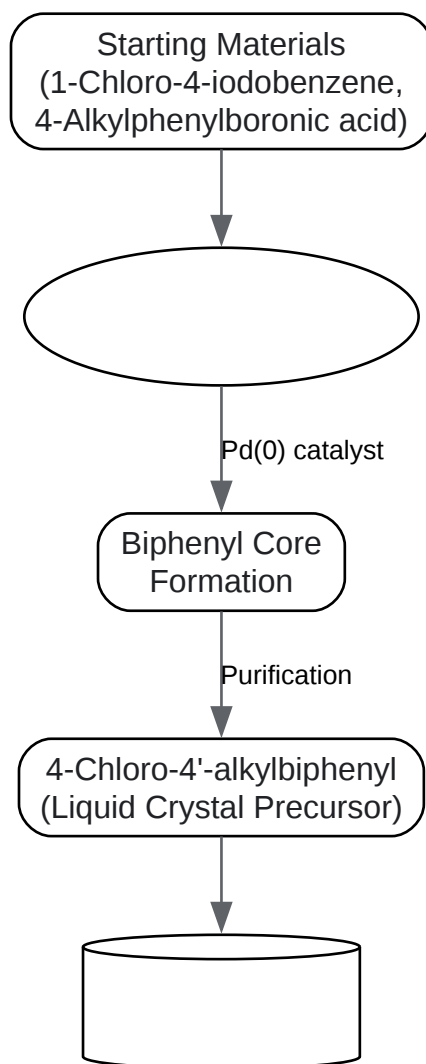 Starting Materials
(1-Chloro-4-iodobenzene,
4-Alkylphenylboronic acid)
Pd(0) catalyst
Biphenyl Core
Formation
Purification
4-Chloro-4'-alkylbiphenyl
(Liquid Crystal Precursor)